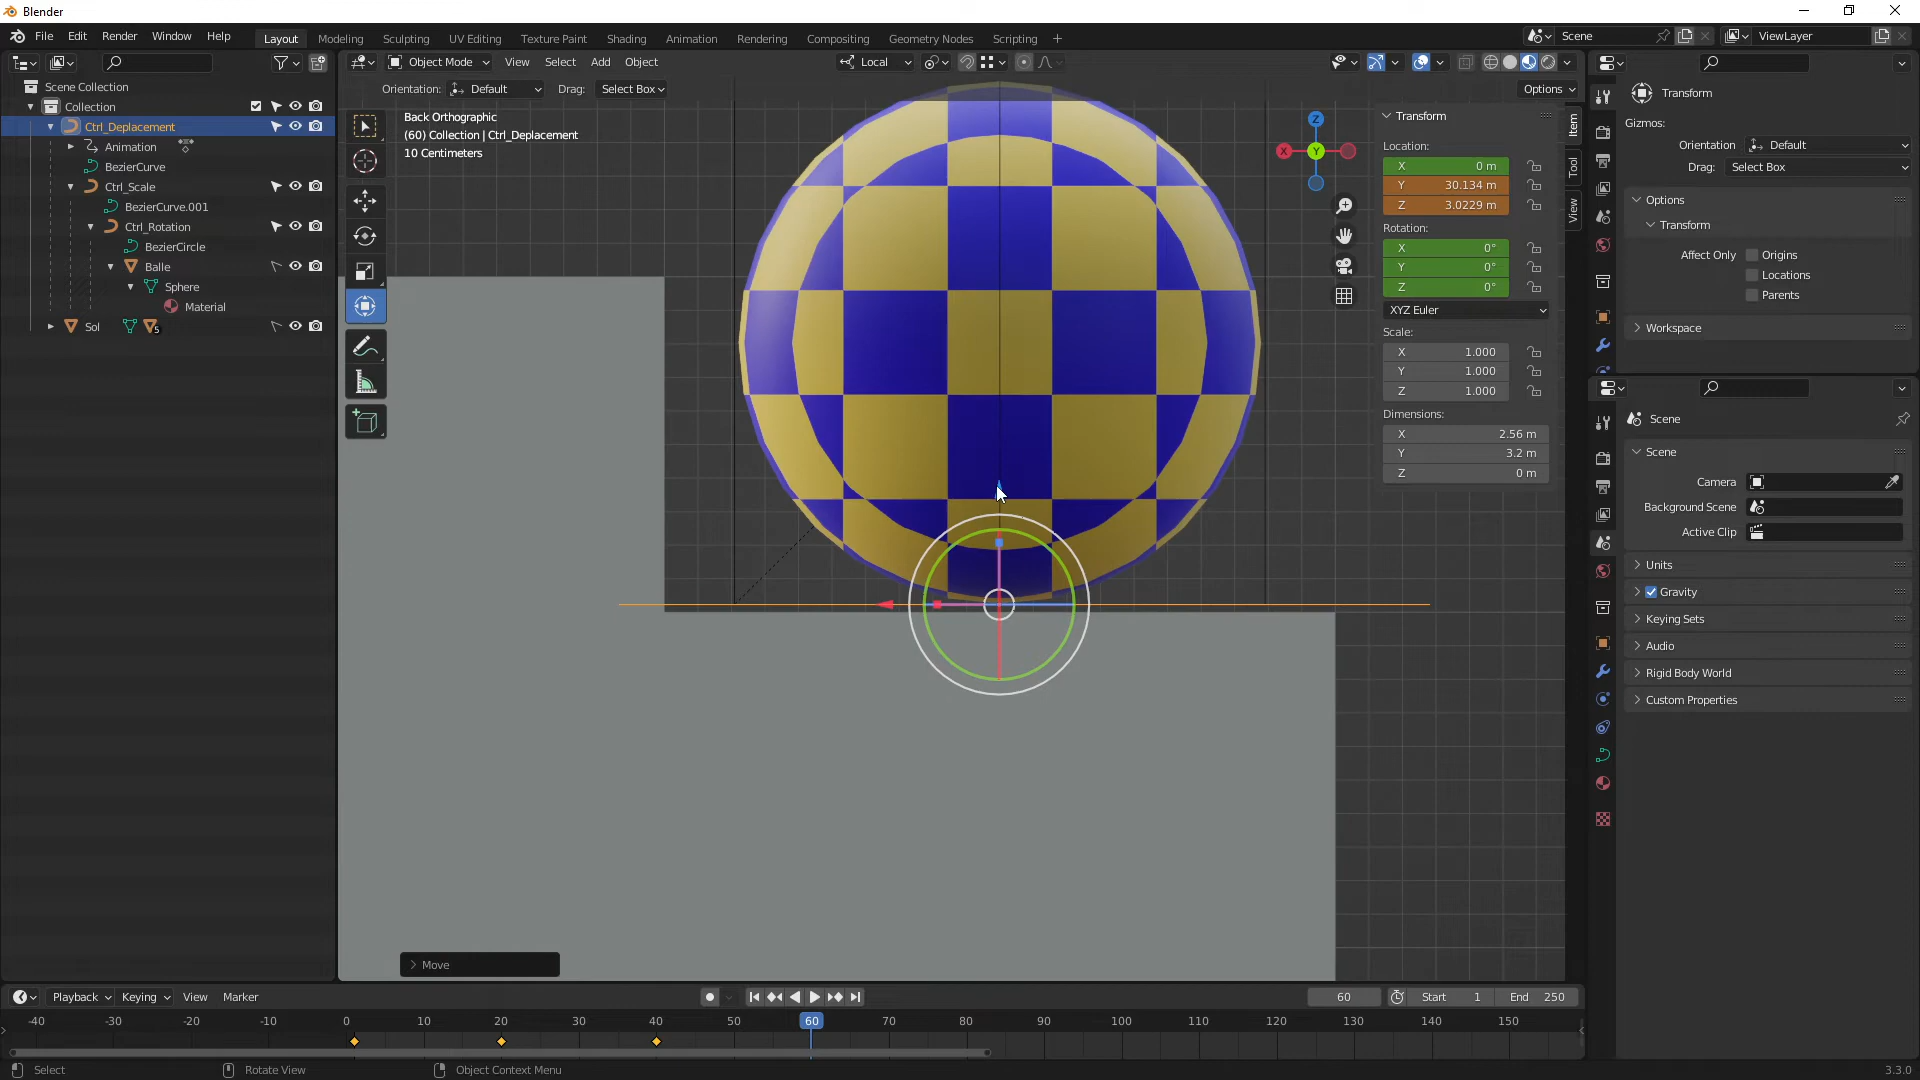 Blender
File Edit Render Window Help
Layout Modeling Sculpting UV Editing Texture Paint Shading Animation Rendering Compositing Geometry Nodes Scripting +
Scene
ViewLayer
Object Mode View Select Add Object
Local
Orientation: Default Drag: Select Box
Options
Scene Collection
Collection
Ctrl_Deplacement
Animation
BezierCurve
Ctrl_Scale
BezierCurve.001
Ctrl_Rotation
BezierCircle
Balle
Sphere
Material
Sol 5
Back Orthographic
(60) Collection | Ctrl_Deplacement
10 Centimeters
Z
X
Y
Transform
Location:
X 0 m
Y 30.134 m
Z 3.0229 m
Rotation:
X 0°
Y 0°
Z 0°
XYZ Euler
Scale:
X 1.000
Y 1.000
Z 1.000
Dimensions:
X 2.56 m
Y 3.2 m
Z 0 m
Item
Tool
View
Transform
Gizmos:
Orientation Default
Drag: Select Box
Options
Transform
Affect Only Origins
Locations
Parents
Workspace
Scene
Scene
Camera
Background Scene
Active Clip
Units
Gravity
Keying Sets
Audio
Rigid Body World
Custom Properties
Move
Playback Keying View Marker
60 Start 1 End 250
-40 -30 -20 -10 0 10 20 30 40 50 60 70 80 90 100 110 120 130 140 150
Select Rotate View Object Context Menu 3.3.0